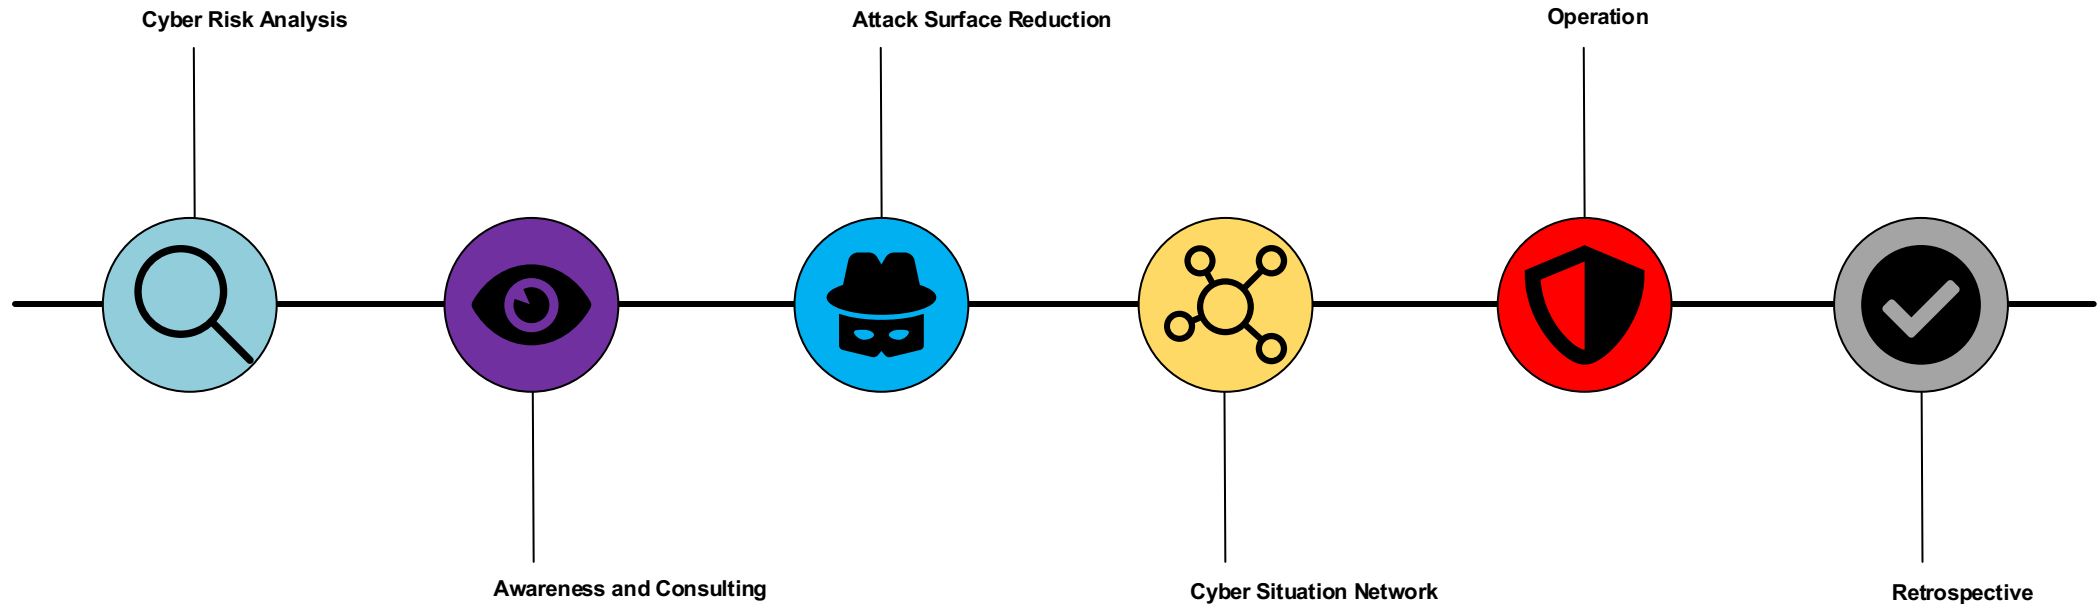 Cyber Risk Analysis
Awareness and Consulting
Attack Surface Reduction
Cyber Situation Network
Operation
Retrospective